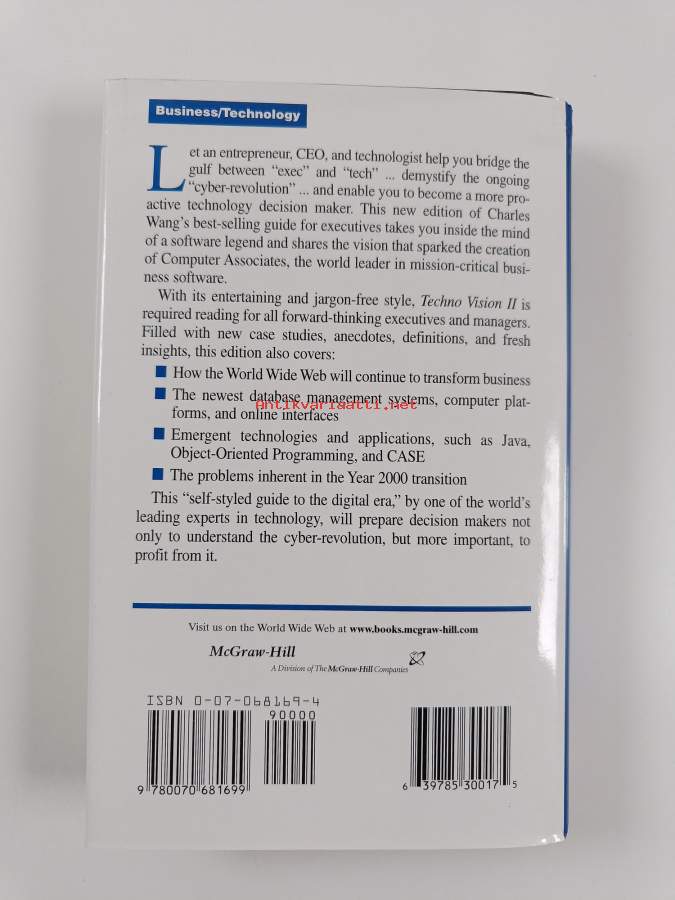 Business/Technology
Let an entrepreneur, CEO, and technologist help you bridge the
gulf between “exec” and “tech” ... demystify the ongoing
“cyber-revolution” ... and enable you to become a more pro-
active technology decision maker. This new edition of Charles
Wang’s best-selling guide for executives takes you inside the mind
of a software legend and shares the vision that sparked the creation
of Computer Associates, the world leader in mission-critical busi-
ness software.
With its entertaining and jargon-free style, Techno Vision II is
required reading for all forward-thinking executives and managers.
Filled with new case studies, anecdotes, definitions, and fresh
insights, this edition also covers:
■ How the World Wide Web will continue to transform business
■ The newest database management systems, computer plat-
Antikvariaatti.net
forms, and online interfaces
■ Emergent technologies and applications, such as Java,
Object-Oriented Programming, and CASE
■ The problems inherent in the Year 2000 transition
This “self-styled guide to the digital era,” by one of the world’s
leading experts in technology, will prepare decision makers not
only to understand the cyber-revolution, but more important, to
profit from it.
Visit us on the World Wide Web at www.books.mcgraw-hill.com
McGraw-Hill
A Division of The McGraw-Hill Companies
ISBN 0-07-068169-4
90000
9 780070 681699
6 39785 30017 5